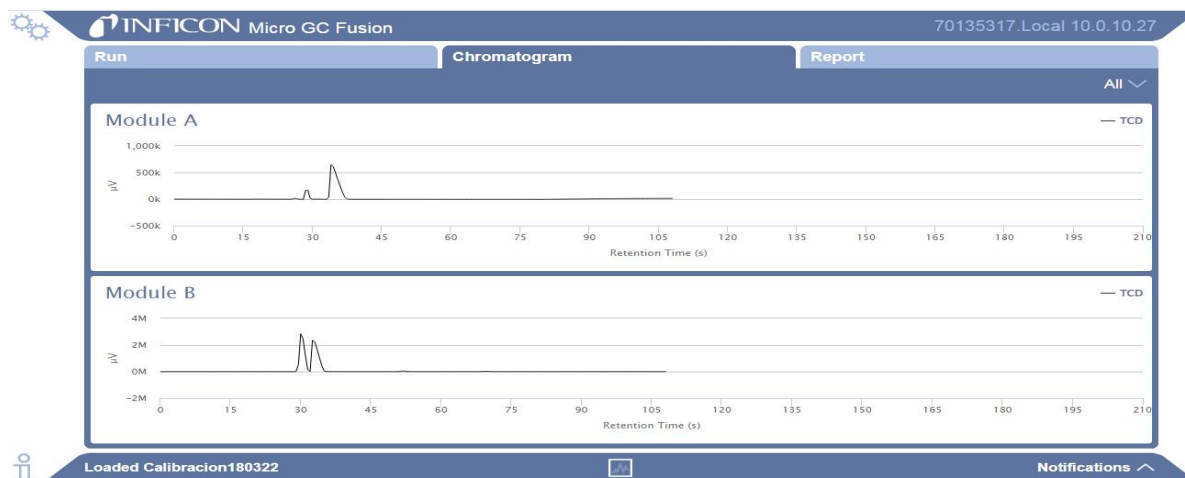 INFICON Micro GC Fusion
70135317.Local 10.0.10.27
Run
Chromatogram
Report
All
Module A
TCD
1,000k
500k
0k
-500k
µV
0 15 30 45 60 75 90 105 120 135 150 165 180 195 210
Retention Time (s)
Module B
TCD
4M
2M
0M
-2M
µV
0 15 30 45 60 75 90 105 120 135 150 165 180 195 210
Retention Time (s)
Loaded Calibracion180322
Notifications